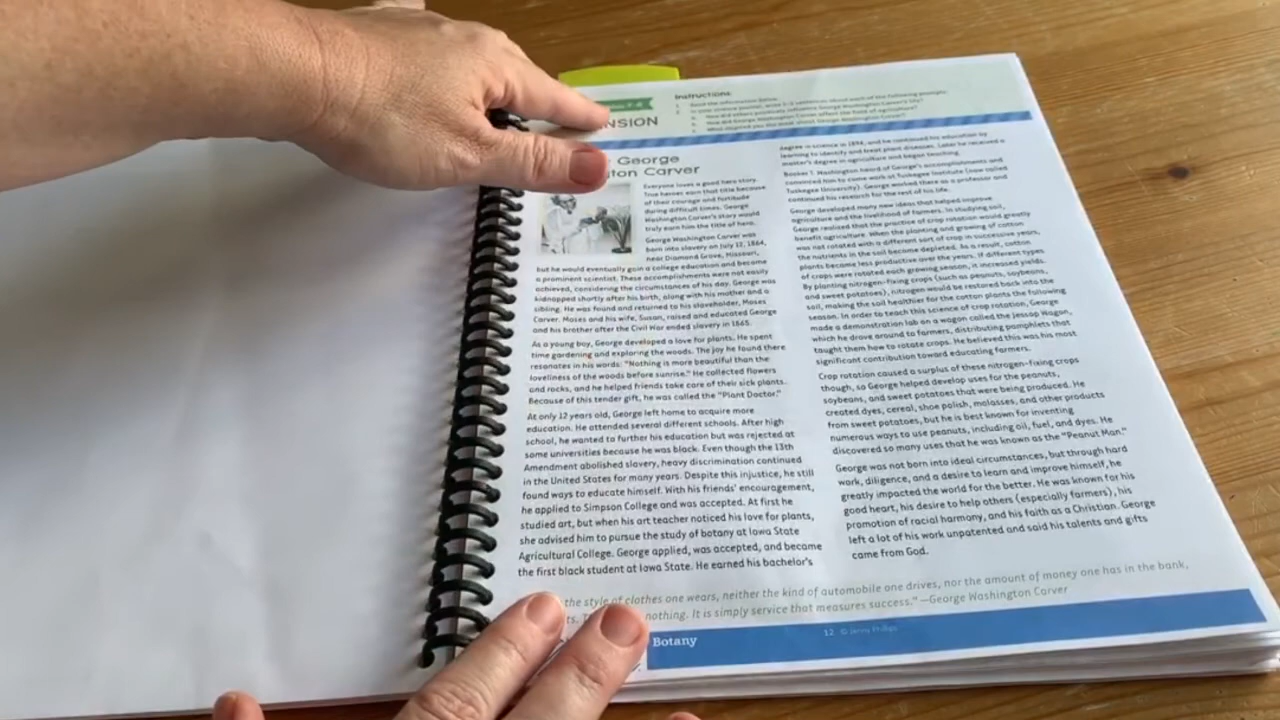 NSION
Instructions:
Read the information below.
George
ton Carver
Everyone loves a good hero story.
True heroes earn that title because
of their courage and fortitude
during difficult times. George
Washington Carver's story would
truly earn him the title of hero.
George Washington Carver was
born into slavery on July 12, 1864,
near Diamond Grove, Missouri,
but he would eventually gain a college education and become
a prominent scientist. These accomplishments were not easily
achieved, considering the circumstances of his day. George was
kidnapped shortly after his birth, along with his mother and a
sibling. He was found and returned to his slaveholder, Moses
Carver. Moses and his wife, Susan, raised and educated George
and his brother after the Civil War ended slavery in 1865.
As a young boy, George developed a love for plants. He spent
time gardening and exploring the woods. The joy he found there
resonates in his words: "Nothing is more beautiful than the
loveliness of the woods before sunrise." He collected flowers
and rocks, and he helped friends take care of their sick plants.
Because of this tender gift, he was called the "Plant Doctor."
At only 12 years old, George left home to acquire more
education. He attended several different schools. After high
school, he wanted to further his education but was rejected at
some universities because he was black. Even though the 13th
Amendment abolished slavery, heavy discrimination continued
in the United States for many years. Despite this injustice, he still
found ways to educate himself. With his friends' encouragement,
he applied to Simpson College and was accepted. At first he
studied art, but when his art teacher noticed his love for plants,
she advised him to pursue the study of botany at Iowa State
Agricultural College. George applied, was accepted, and became
the first black student at Iowa State. He earned his bachelor's
degree in science in 1894, and he continued his education by
learning to identify and treat plant diseases. Later he received a
master's degree in agriculture and began teaching.
Booker T. Washington heard of George's accomplishments and
convinced him to come work at Tuskegee Institute (now called
Tuskegee University). George worked there as a professor and
continued his research for the rest of his life.
George developed many new ideas that helped improve
agriculture and the livelihood of farmers. In studying soil,
George realized that the practice of crop rotation would greatly
benefit agriculture. When the planting and growing of cotton
was not rotated with a different sort of crop in successive years,
the nutrients in the soil become depleted. As a result, cotton
plants become less productive over the years. If different types
of crops were rotated each growing season, it increased yields.
By planting nitrogen-fixing crops (such as peanuts, soybeans,
and sweet potatoes), nitrogen would be restored back into the
soil, making the soil healthier for the cotton plants the following
season. In order to teach this science of crop rotation, George
made a demonstration lab on a wagon called the Jessop Wagon,
which he drove around to farmers, distributing pamphlets that
taught them how to rotate crops. He believed this was his most
significant contribution toward educating farmers.
Crop rotation caused a surplus of these nitrogen-fixing crops
though, so George helped develop uses for the peanuts,
soybeans, and sweet potatoes that were being produced. He
created dyes, cereal, shoe polish, molasses, and other products
from sweet potatoes, but he is best known for inventing
numerous ways to use peanuts, including oil, fuel, and dyes. He
discovered so many uses that he was known as the "Peanut Man."
George was not born into ideal circumstances, but through hard
work, diligence, and a desire to learn and improve himself, he
greatly impacted the world for the better. He was known for his
good heart, his desire to help others (especially farmers), his
promotion of racial harmony, and his faith as a Christian. George
left a lot of his work unpatented and said his talents and gifts
came from God.
the style of clothes one wears, neither the kind of automobile one drives, nor the amount of money one has in the bank,
nothing. It is simply service that measures success." —George Washington Carver
Botany
12 © Jenny Phillips